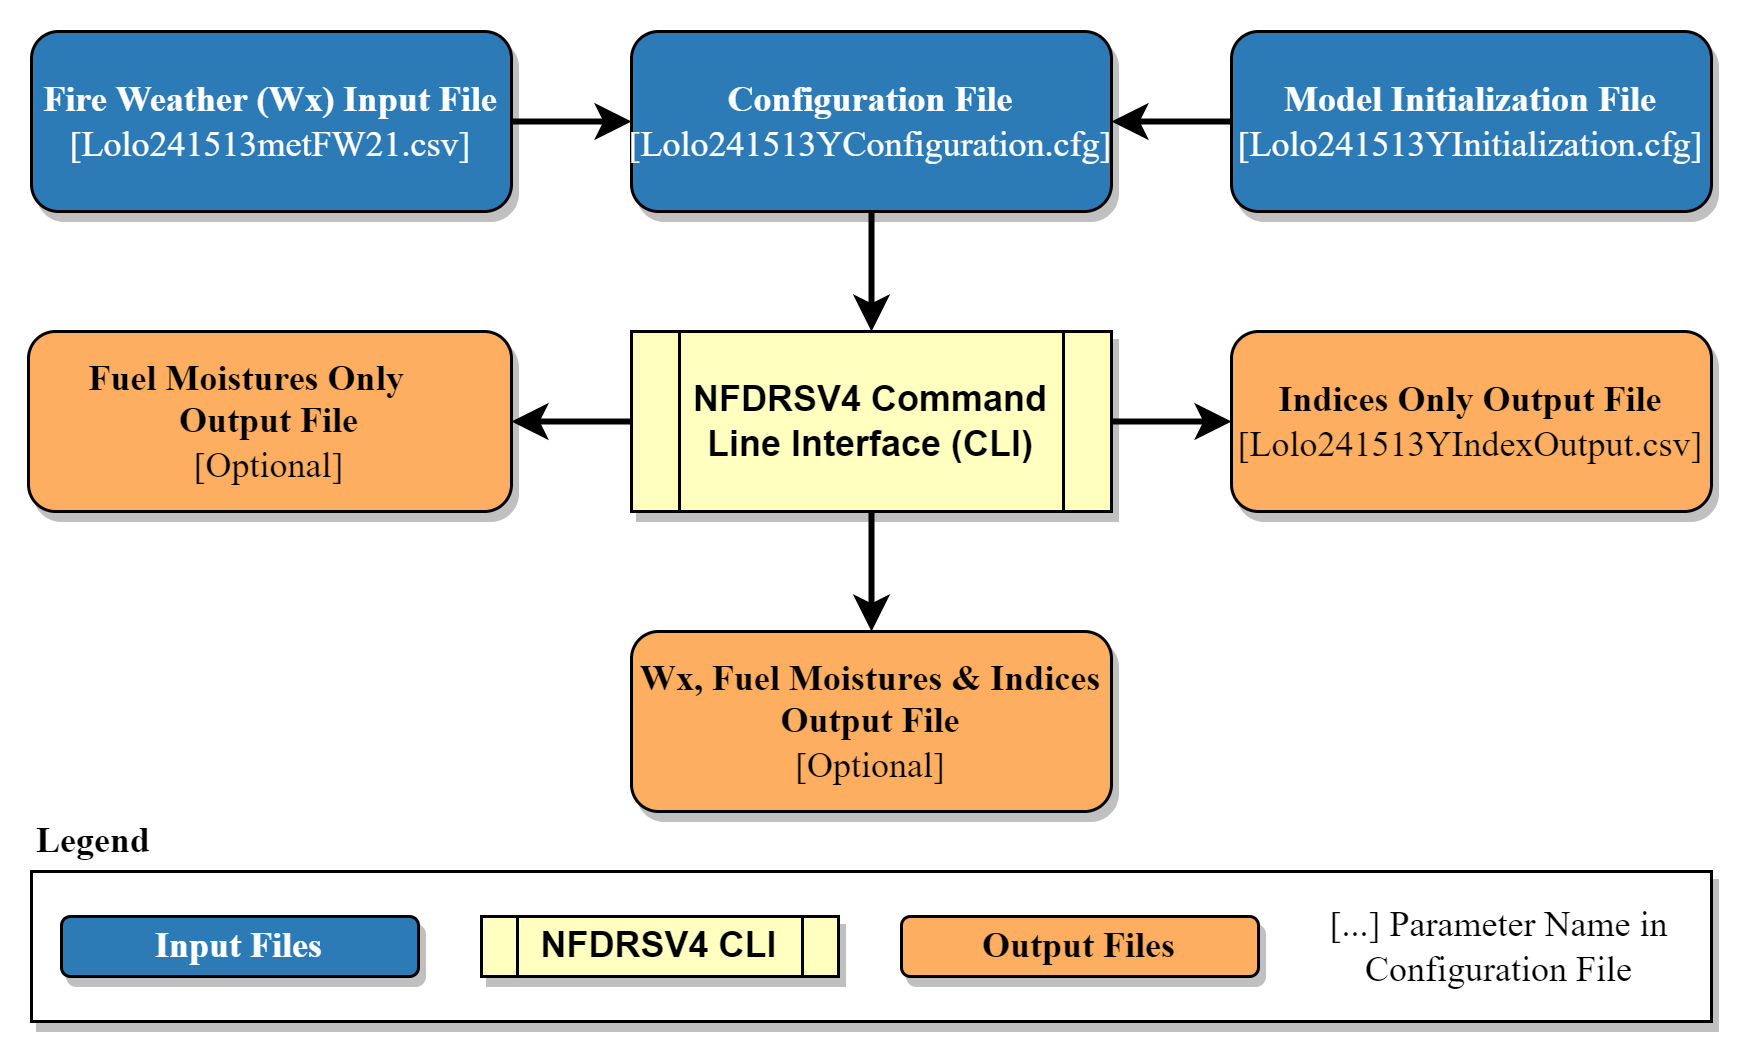 Fire Weather (Wx) Input File
[Lolo241513metFW21.csv]
Configuration File
[Lolo241513YConfiguration.cfg]
Model Initialization File
[Lolo241513YInitialization.cfg]
Fuel Moistures Only
Output File
[Optional]
NFDRSV4 Command
Line Interface (CLI)
Indices Only Output File
[Lolo241513YIndexOutput.csv]
Wx, Fuel Moistures & Indices
Output File
[Optional]
Legend
Input Files
NFDRSV4 CLI
Output Files
[...] Parameter Name in
Configuration File